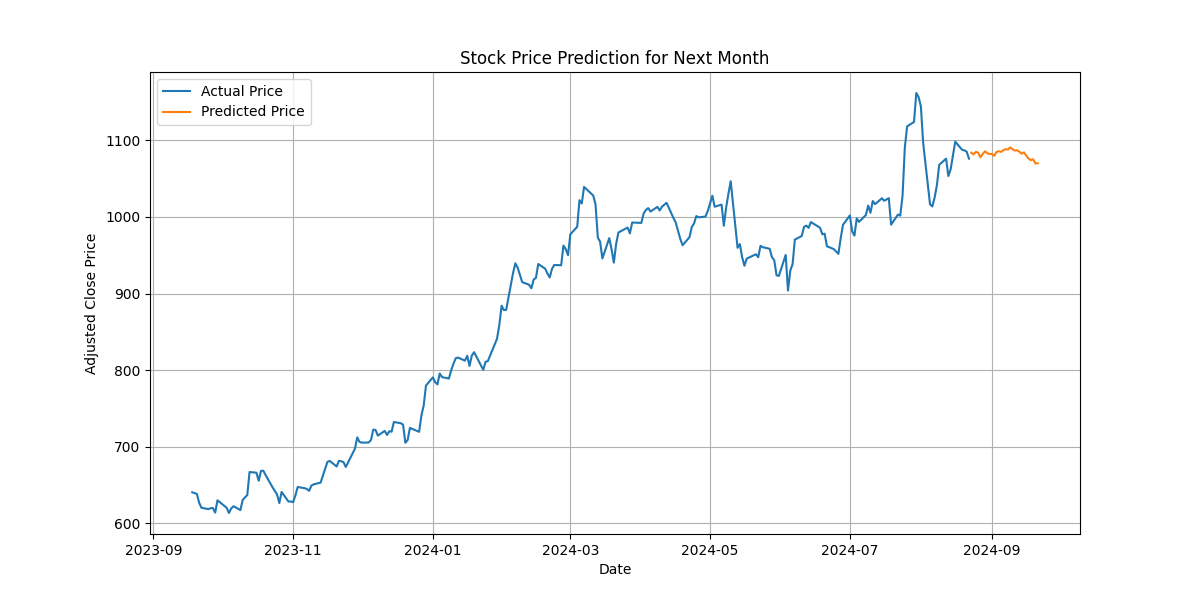 Stock Price Prediction for Next Month
Actual Price
Predicted Price
Adjusted Close Price
1100
1000
900
800
700
600
2023-09
2023-11
2024-01
2024-03
2024-05
2024-07
2024-09
Date